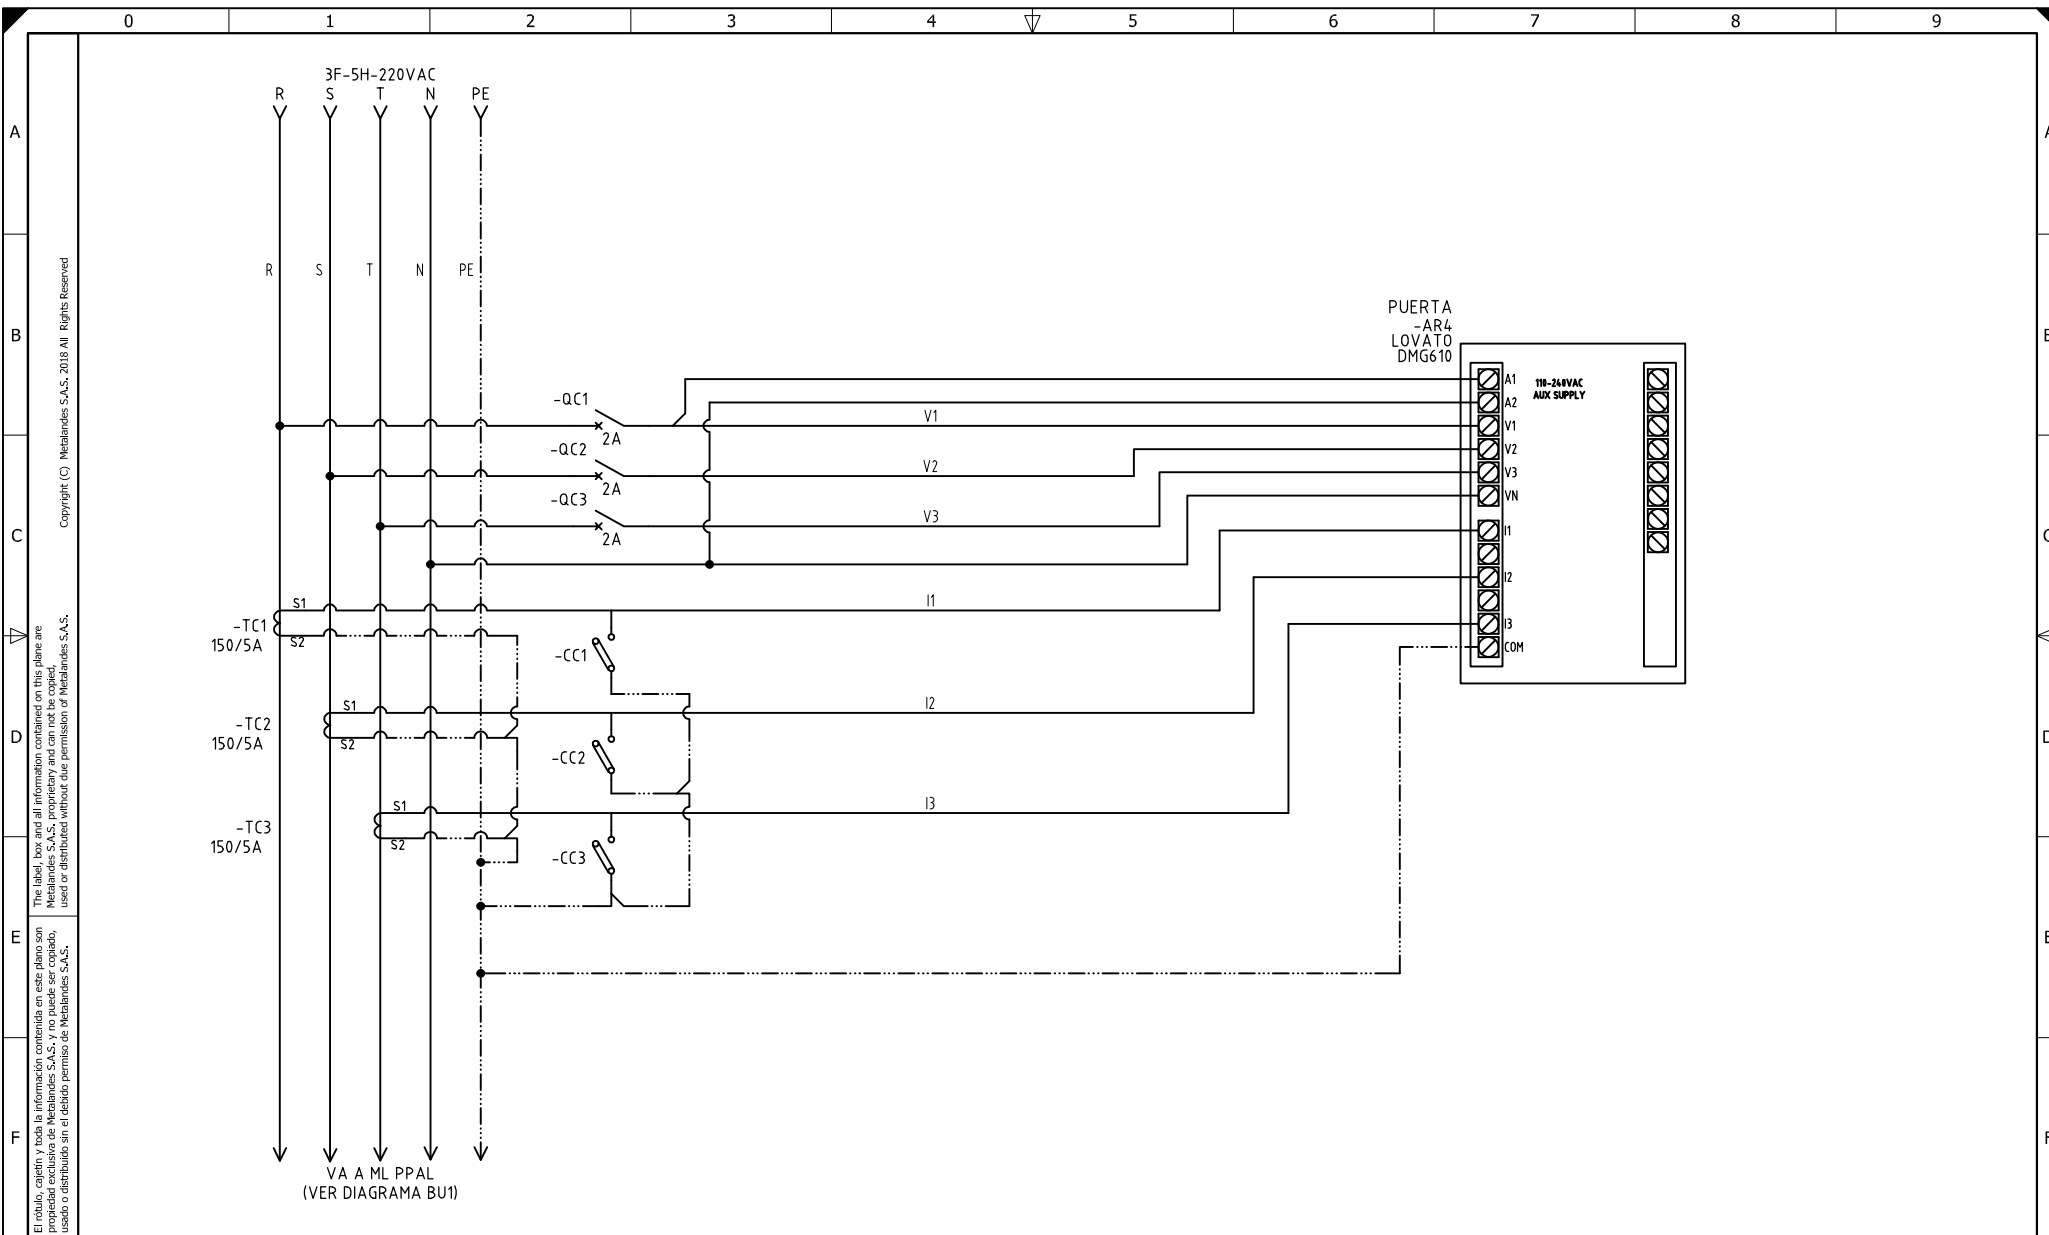 0 1 2 3 4 5 6 7 8 9
3F-5H-220VAC
R S T N PE
A
A
R S T N PE
B
B
PUERTA
-AR4
LOVATO
DMG610
A1
110-240VAC
AUX SUPPLY
A2
V1
V2
V3
VN
I1
I2
I3
COM
-QC1
2A
V1
-QC2
2A
V2
-QC3
2A
V3
C
C
S1
I1
-TC1
150/5A
S2
-CC1
S1
I2
-TC2
150/5A
S2
-CC2
D
D
S1
I3
-TC3
150/5A
S2
-CC3
E
E
F
F
VA A ML PPAL
(VER DIAGRAMA BU1)
Copyright (C) Metalandes S.A.S. 2018 All Rights Reserved
The label, box and all information contained on this plane are
Metalandes S.A.S. proprietary and can not be copied,
used or distributed without due permission of Metalandes S.A.S.
El rótulo, cajetín y toda la información contenida en este plano son
propiedad exclusiva de Metalandes S.A.S. y no puede ser copiado,
usado o distribuido sin el debido permiso de Metalandes S.A.S.